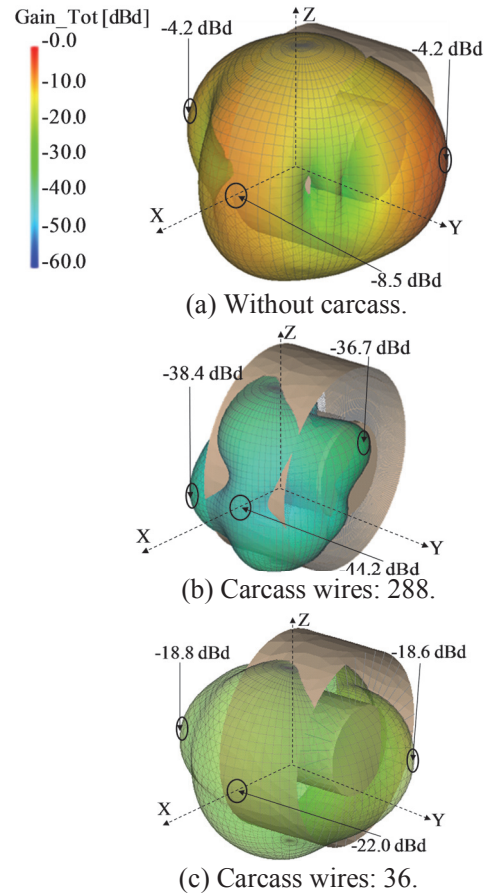 Gain_Tot [dBd]
-0.0
-10.0
-20.0
-30.0
-40.0
-50.0
-60.0
-4.2 dBd
Z
-4.2 dBd
X
Y
-8.5 dBd
(a) Without carcass.
Z
-36.7 dBd
-38.4 dBd
X
Y
-44.2 dBd
(b) Carcass wires: 288.
Z
-18.8 dBd
-18.6 dBd
X
Y
-22.0 dBd
(c) Carcass wires: 36.